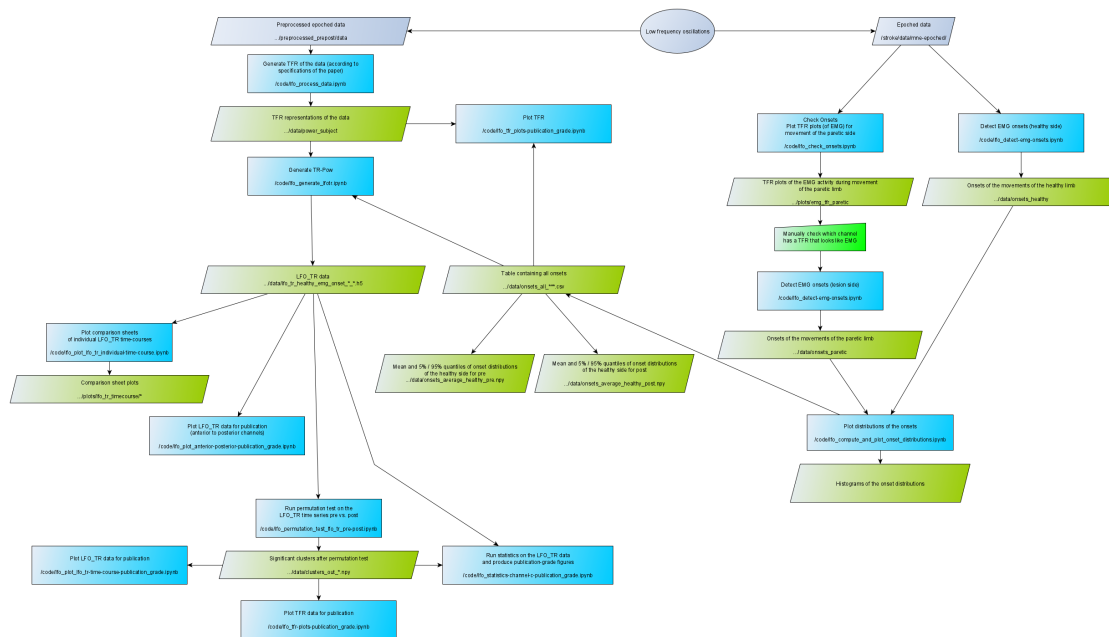 Preprocessed epoched data
.../preprocessed_prepost/data
Low frequency oscillations
Epoched data
/stroke/data/mne-epoched/
Generate TFR of the data (according to
specifications of the paper)
/code/lfo_process_data.ipynb
TFR representations of the data
.../data/power_subject
Plot TFR
/code/lfo_tfr_plots-publication_grade.ipynb
Check Onsets
Plot TFR plots (of EMG) for
movement of the paretic side
/code/lfo_check_onsets.ipynb
Detect EMG onsets (healthy side)
/code/lfo_detect-emg-onsets.ipynb
Generate TR-Pow
/code/lfo_generate_lfotr.ipynb
TFR plots of the EMG activity during movement
of the paretic limb
.../plots/emg_tfr_paretic
Onsets of the movements of the healthy limb
.../data/onsets_healthy
Manually check which channel
has a TFR that looks like EMG
LFO_TR data
.../data/lfo_tr_healthy_emg_onset_*_*.h5
Table containing all onsets
.../data/onsets_all_***.csv
Detect EMG onsets (lesion side)
/code/lfo_detect-emg-onsets.ipynb
Plot comparison sheets
of individual LFO_TR time-courses
/code/lfo_plot_lfo_tr_individual-time-course.ipynb
Onsets of the movements of the paretic limb
.../data/onsets_paretic
Mean and 5% / 95% quantiles of onset distributions
of the healthy side for pre
.../data/onsets_average_healthy_pre.npy
Mean and 5% / 95% quantiles of onset distributions
of the healthy side for post
.../data/onsets_average_healthy_post.npy
Comparison sheet plots
.../plots/lfo_tr_timecourse/*
Plot LFO_TR data for publication
(anterior to posterior channels)
/code/lfo_plot_anterior-posterior-publication_grade.ipynb
Plot distributions of the onsets
/code/lfo_compute_and_plot_onset_distributions.ipynb
Histograms of the onset distributions
Run permutation test on the
LFO_TR time series pre vs. post
/code/lfo_permutation_test_lfo_tr_pre-post.ipynb
Plot LFO_TR data for publication
/code/lfo_plot_lfo_tr-time-course-publication_grade.ipynb
Significant clusters after permutation test
.../data/clusters_out_*.npy
Run statistics on the LFO_TR data
and produce publication-grade figures
/code/lfo_statistics-channel-c-publication_grade.ipynb
Plot TFR data for publication
/code/lfo_tfr-plots-publication_grade.ipynb